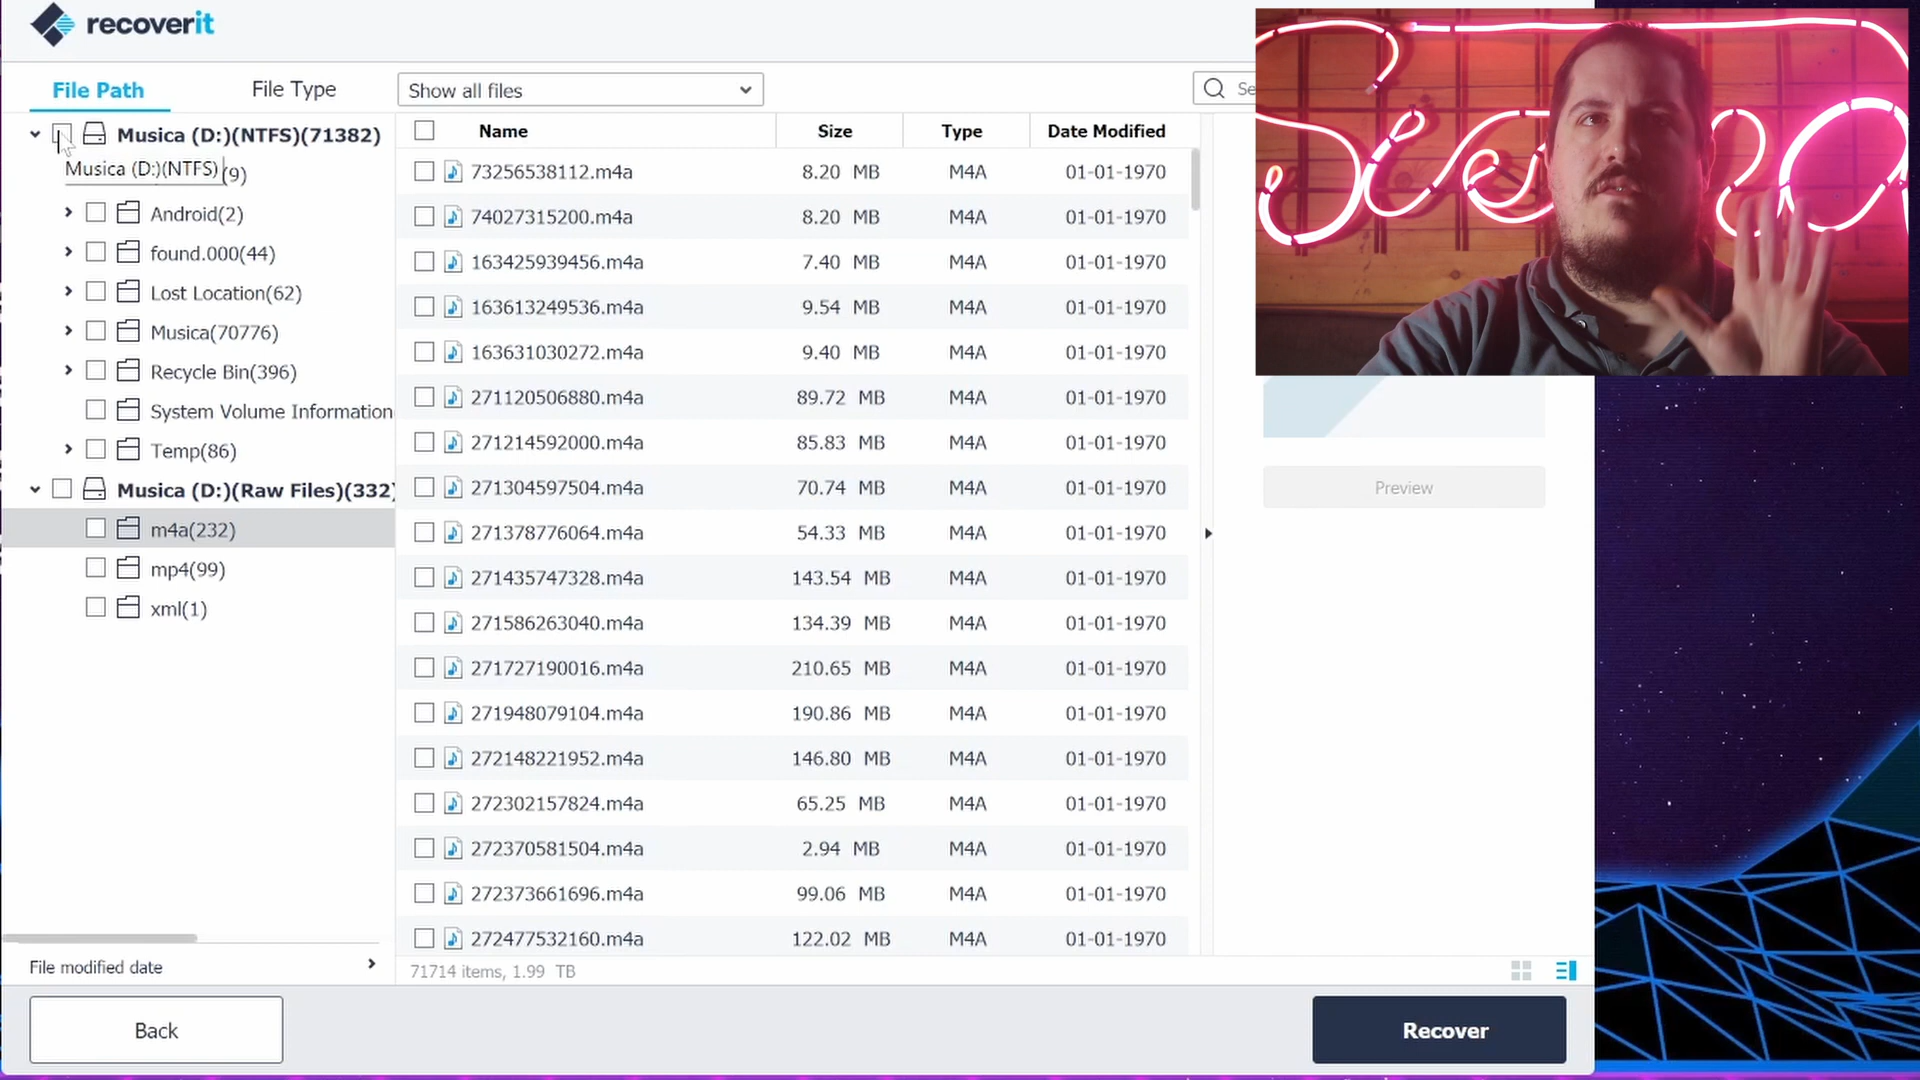 recoverit
File Path
File Type
Show all files
Se
Musica (D:)(NTFS)(71382)
Musica (D:)(NTFS)
(9)
Android(2)
found.000(44)
Lost Location(62)
Musica(70776)
Recycle Bin(396)
System Volume Information
Temp(86)
Musica (D:)(Raw Files)(332)
m4a(232)
mp4(99)
xml(1)
File modified date
Name Size Type Date Modified
73256538112.m4a 8.20 MB M4A 01-01-1970
74027315200.m4a 8.20 MB M4A 01-01-1970
163425939456.m4a 7.40 MB M4A 01-01-1970
163613249536.m4a 9.54 MB M4A 01-01-1970
163631030272.m4a 9.40 MB M4A 01-01-1970
271120506880.m4a 89.72 MB M4A 01-01-1970
271214592000.m4a 85.83 MB M4A 01-01-1970
271304597504.m4a 70.74 MB M4A 01-01-1970
271378776064.m4a 54.33 MB M4A 01-01-1970
271435747328.m4a 143.54 MB M4A 01-01-1970
271586263040.m4a 134.39 MB M4A 01-01-1970
271727190016.m4a 210.65 MB M4A 01-01-1970
271948079104.m4a 190.86 MB M4A 01-01-1970
272148221952.m4a 146.80 MB M4A 01-01-1970
272302157824.m4a 65.25 MB M4A 01-01-1970
272370581504.m4a 2.94 MB M4A 01-01-1970
272373661696.m4a 99.06 MB M4A 01-01-1970
272477532160.m4a 122.02 MB M4A 01-01-1970
71714 items, 1.99 TB
Preview
Back
Recover